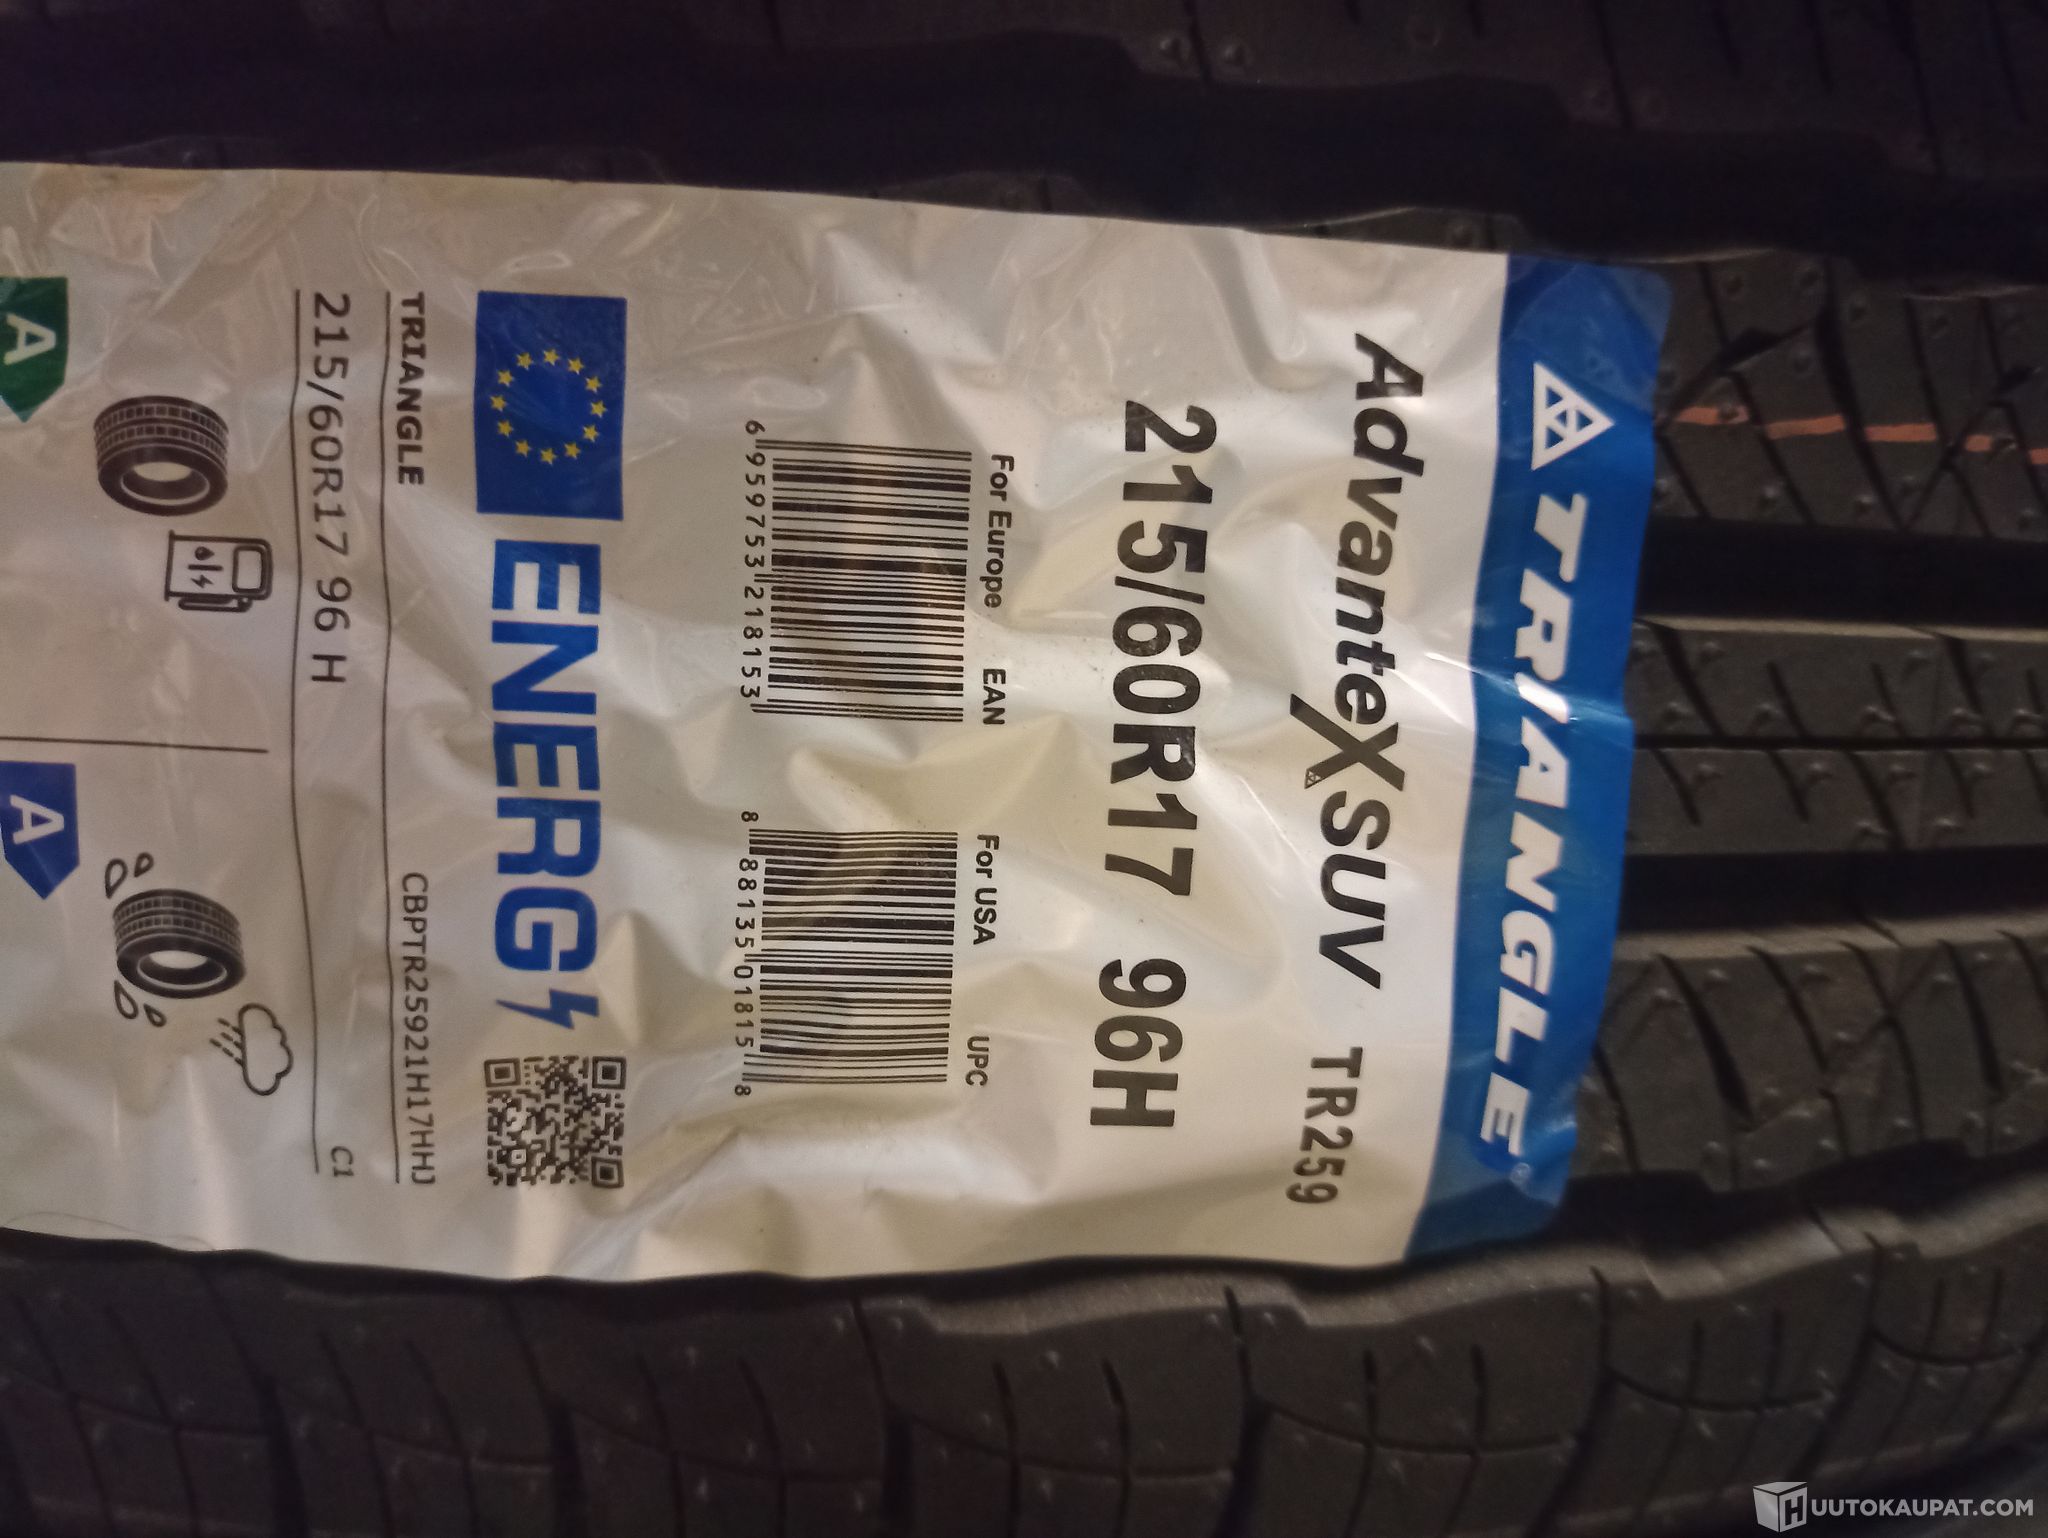 TRIANGLE
AdvanteXSUV TR259
215/60R17 96H
For Europe EAN
6 959753 218153
For USA UPC
8 88135 01815 8
ENERG
TRIANGLE CBPTR25921H17HHJ
215/60R17 96 H C1
A
A
HUUTOKAUPAT.COM